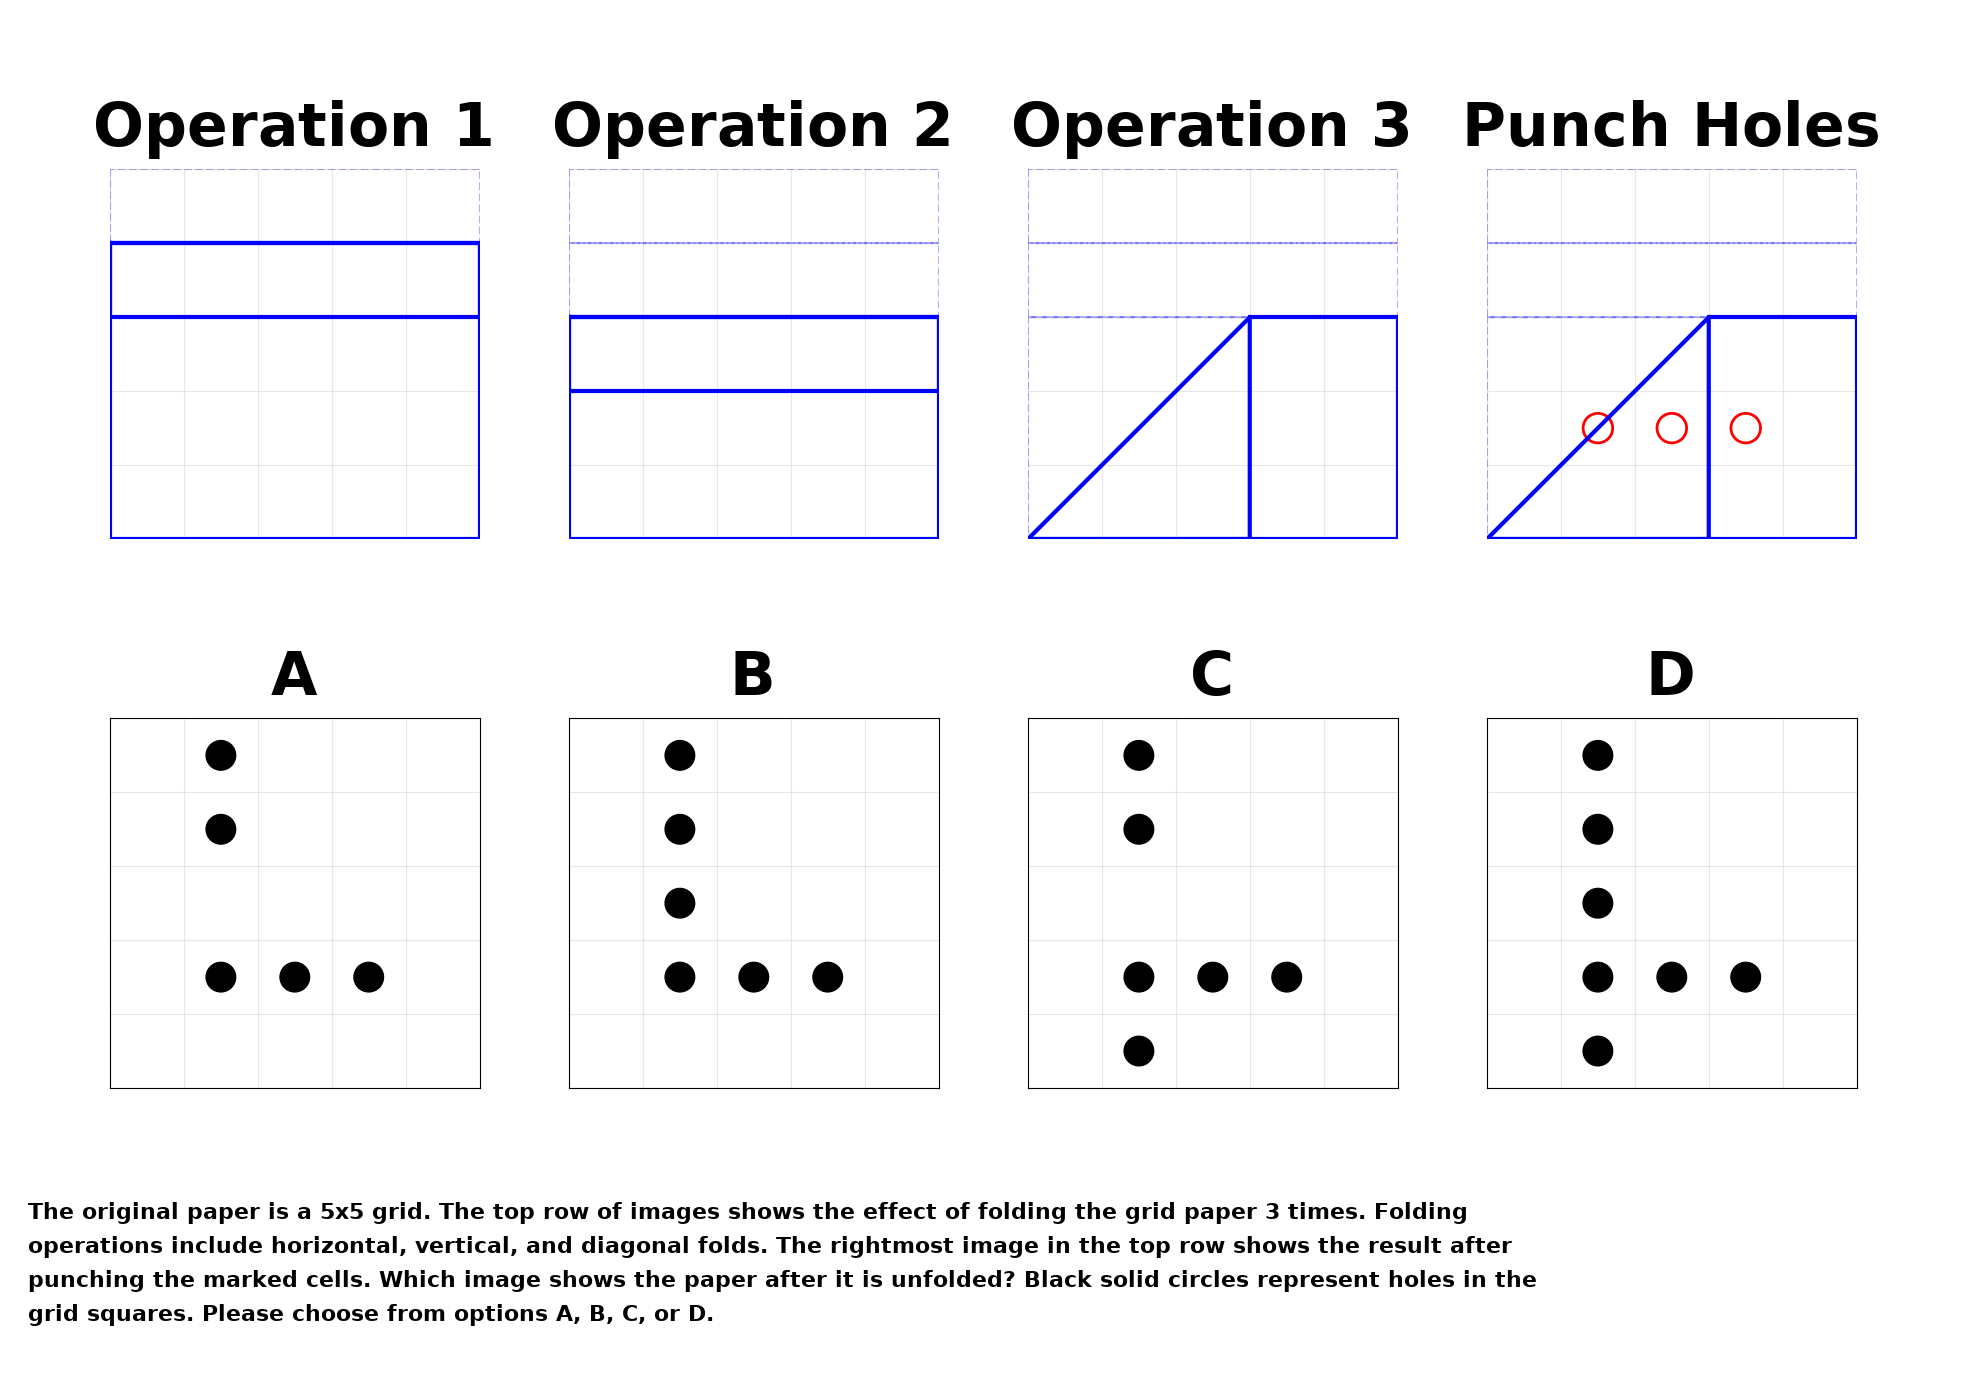 Operation 1 Operation 2 Operation 3 Punch Holes
A B C D
The original paper is a 5x5 grid. The top row of images shows the effect of folding the grid paper 3 times. Folding
operations include horizontal, vertical, and diagonal folds. The rightmost image in the top row shows the result after
punching the marked cells. Which image shows the paper after it is unfolded? Black solid circles represent holes in the
grid squares. Please choose from options A, B, C, or D.